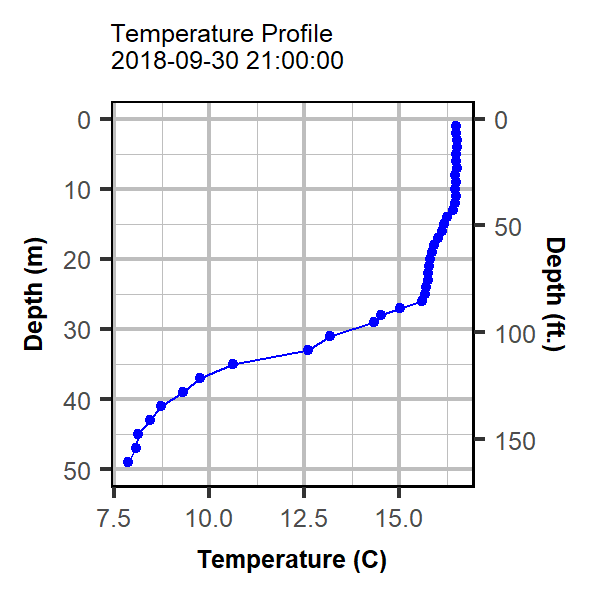 Temperature Profile
2018-09-30 21:00:00
0
10
20
30
40
50
Depth (m)
0
50
100
150
Depth (ft.)
7.5 10.0 12.5 15.0
Temperature (C)